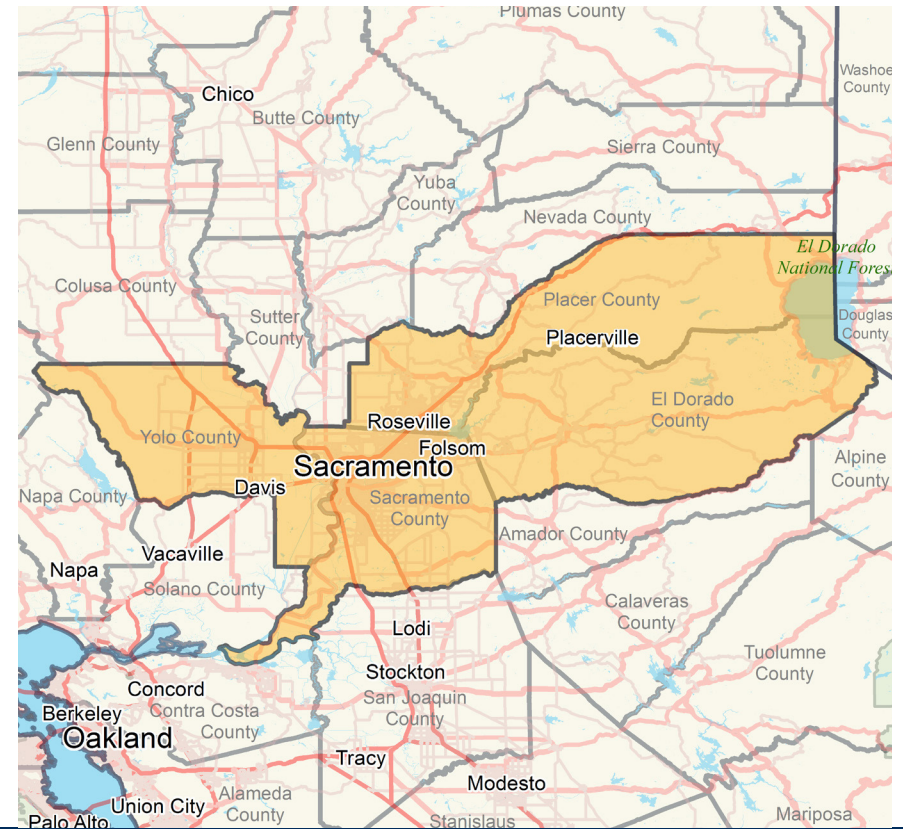 Plumas County
Washoe
County
Chico
Butte County
Glenn County
Sierra County
Yuba
County
Nevada County
El Dorado
National Fores
Colusa County
Placer County
Sutter
County
Douglas
County
Placerville
El Dorado
County
Roseville
Yolo County
Folsom
Sacramento
Alpine
County
Davis
Napa County
Sacramento
County
Amador County
Vacaville
Napa
Solano County
Calaveras
County
Lodi
Tuolumne
County
Stockton
Concord
San Joaquin
County
Berkeley
Contra Costa
County
Oakland
Tracy
Modesto
Alameda
County
Union City
Mariposa
Palo Alto
Stanislaus